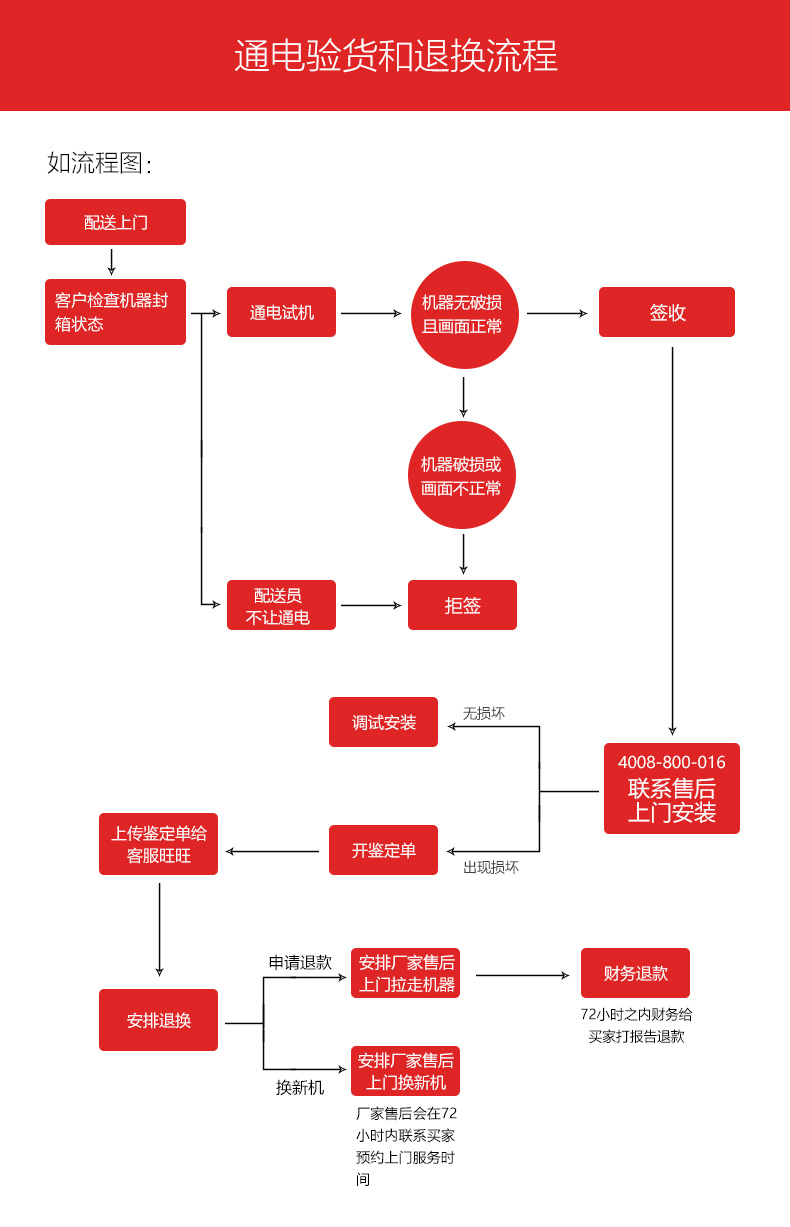 通电验货和退换流程
如流程图：
配送上门
客户检查机器封
箱状态
通电试机
机器无破损
且画面正常
签收
机器破损或
画面不正常
配送员
不让通电
拒签
调试安装
无损坏
4008-800-016
联系售后
上门安装
上传鉴定单给
客服旺旺
开鉴定单
出现损坏
申请退款
安排厂家售后
上门拉走机器
财务退款
72小时之内财务给
买家打报告退款
安排退换
换新机
安排厂家售后
上门换新机
厂家售后会在72
小时内联系买家
预约上门服务时
间